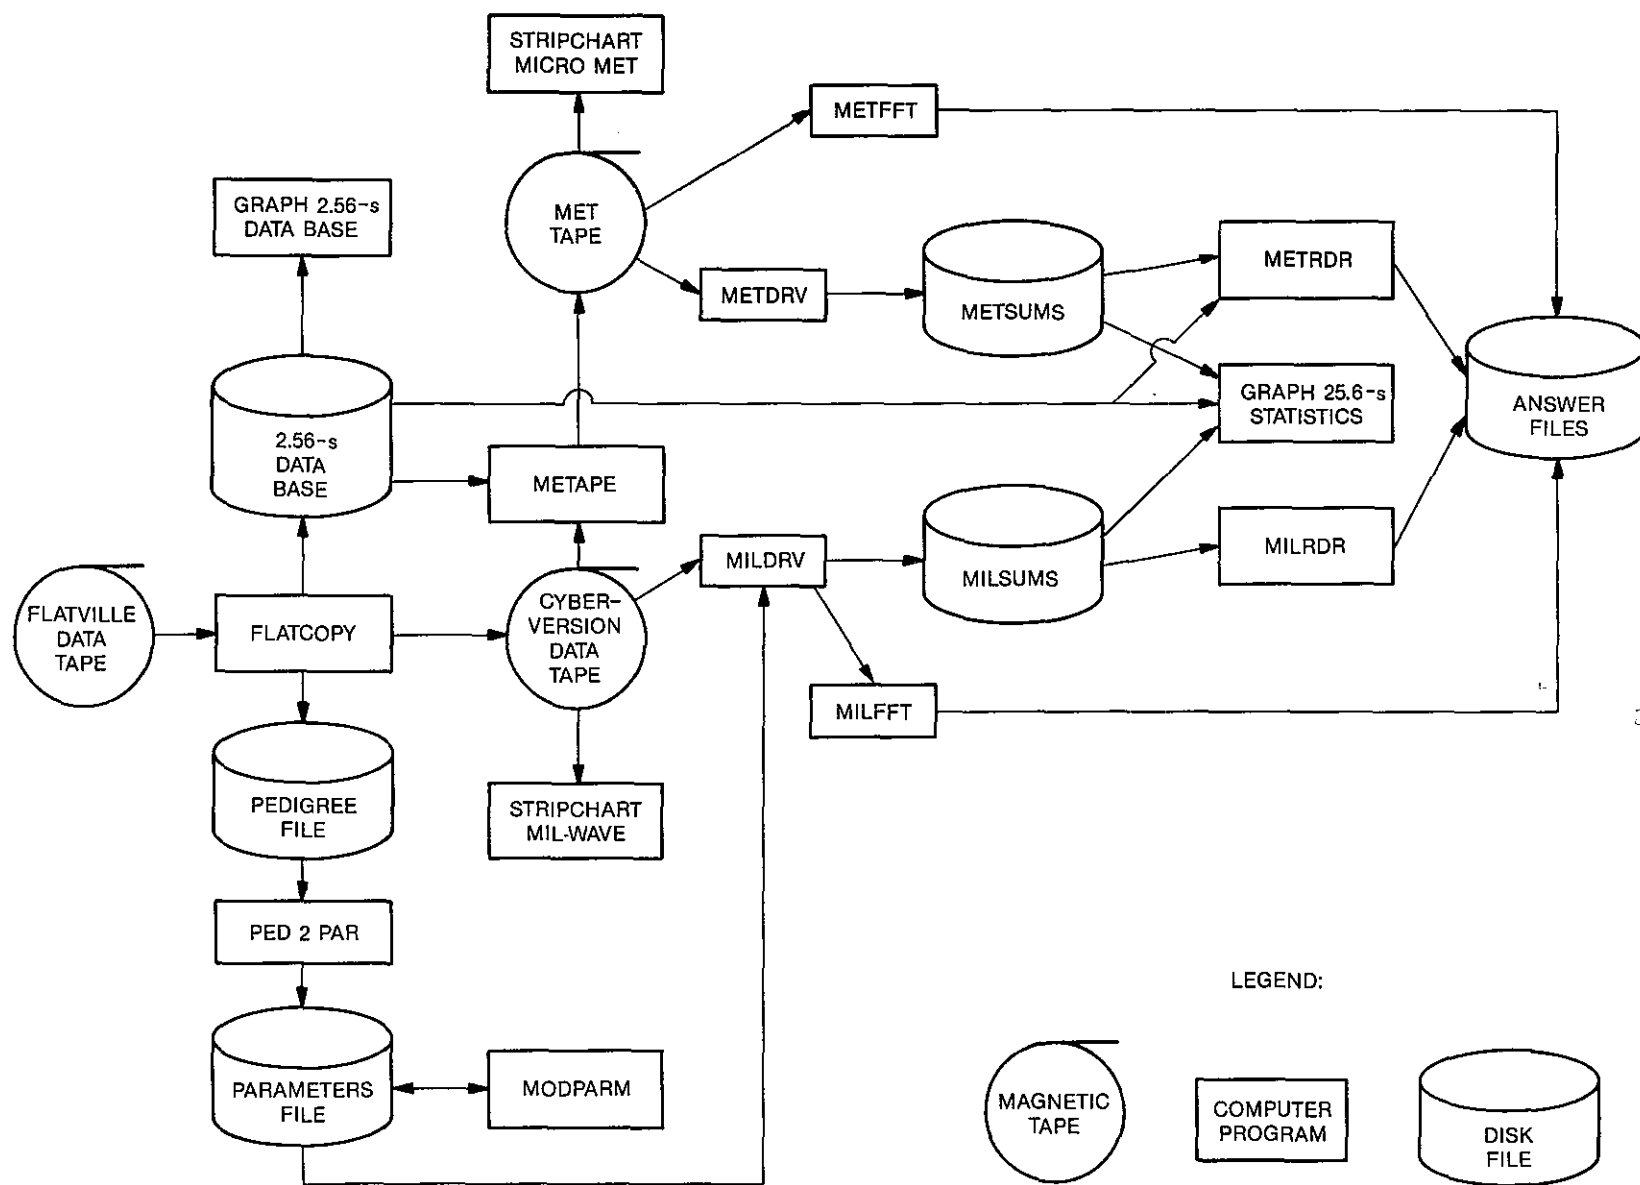 STRIPCHART
MICRO MET
METFFT
GRAPH 2.56-s
DATA BASE
MET
TAPE
METDRV
METSUMS
METRDR
2.56-s
DATA
BASE
METAPE
GRAPH 25.6-s
STATISTICS
ANSWER
FILES
FLATVILLE
DATA
TAPE
FLATCOPY
CYBER-
VERSION
DATA
TAPE
MILDRV
MILSUMS
MILRDR
MILFFT
PEDIGREE
FILE
STRIPCHART
MIL-WAVE
PED 2 PAR
PARAMETERS
FILE
MODPARM
LEGEND:
MAGNETIC
TAPE
COMPUTER
PROGRAM
DISK
FILE